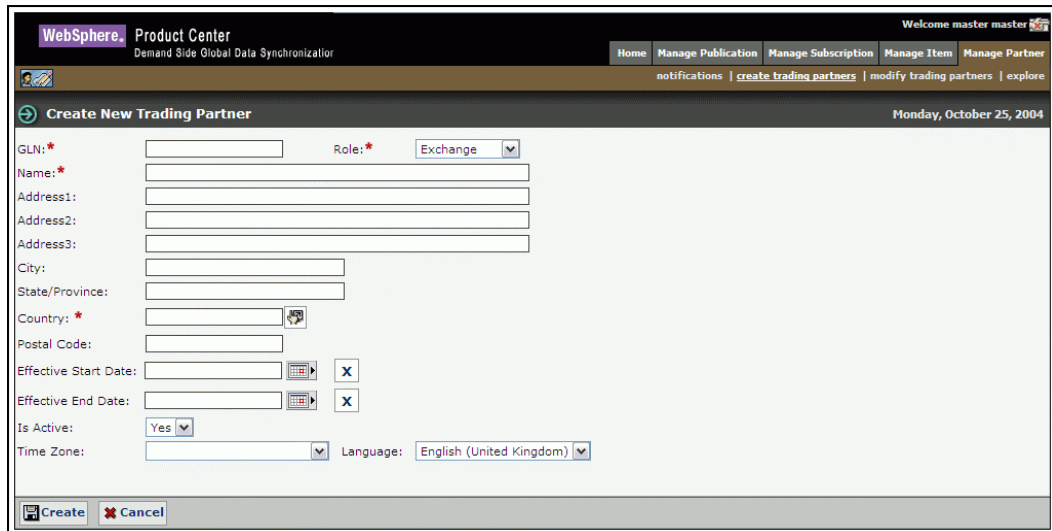 Welcome master master
WebSphere. Product Center
Demand Side Global Data Synchronization
Home Manage Publication Manage Subscription Manage Item Manage Partner
notifications | create trading partners | modify trading partners | explore
Create New Trading Partner Monday, October 25, 2004
GLN:* Role:* Exchange
Name:*
Address1:
Address2:
Address3:
City:
State/Province:
Country: *
Postal Code:
Effective Start Date: X
Effective End Date: X
Is Active: Yes
Time Zone: Language: English (United Kingdom)
Create Cancel